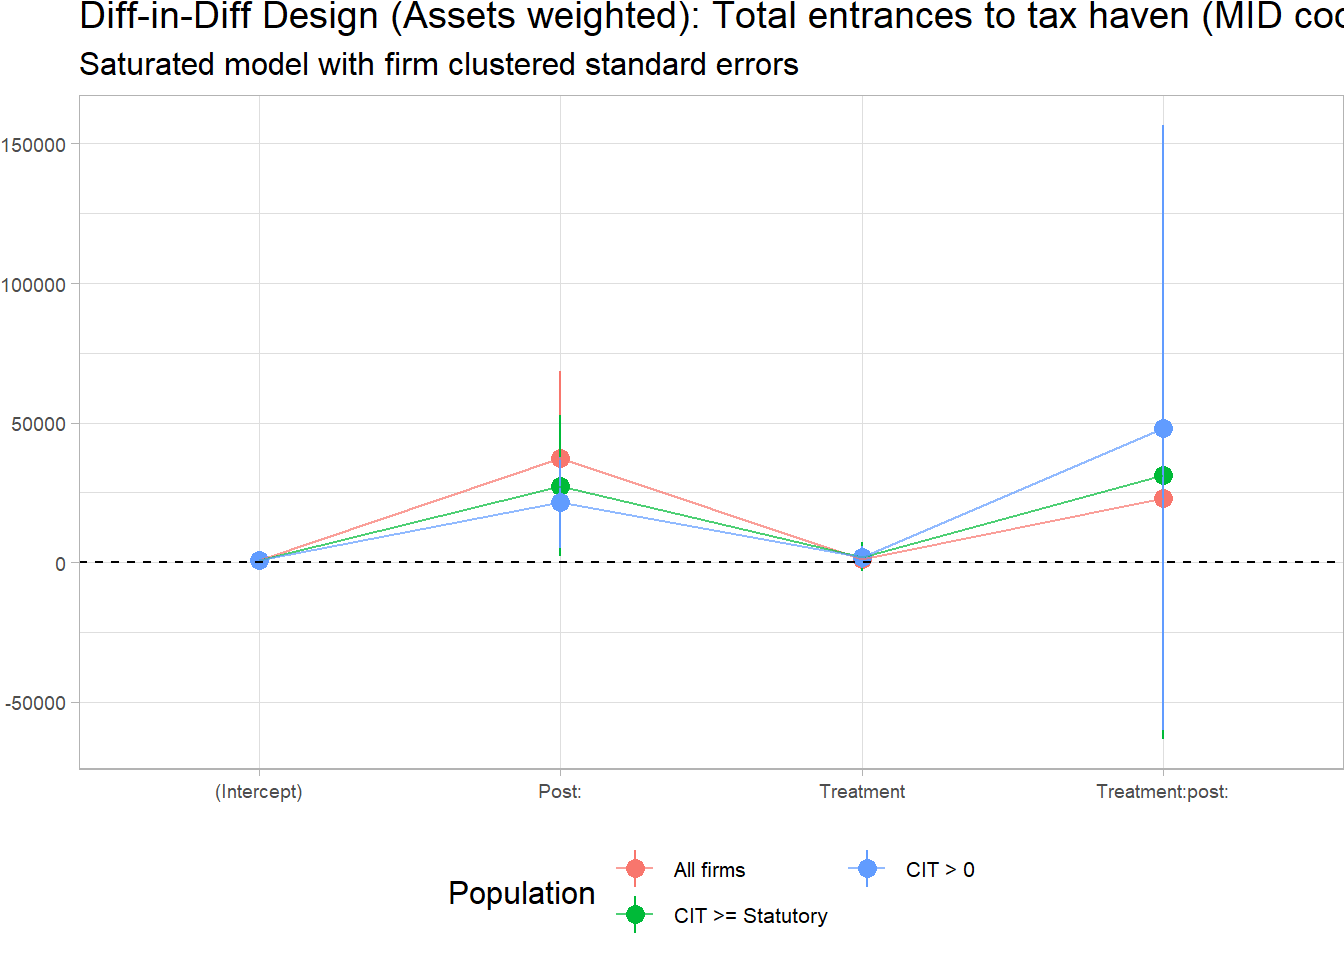 Diff-in-Diff Design (Assets weighted): Total entrances to tax haven (MID
Saturated model with firm clustered standard errors
150000
100000
50000
0
-50000
(Intercept) Post: Treatment Treatment:post:
Population
All firms CIT > 0
CIT >= Statutory